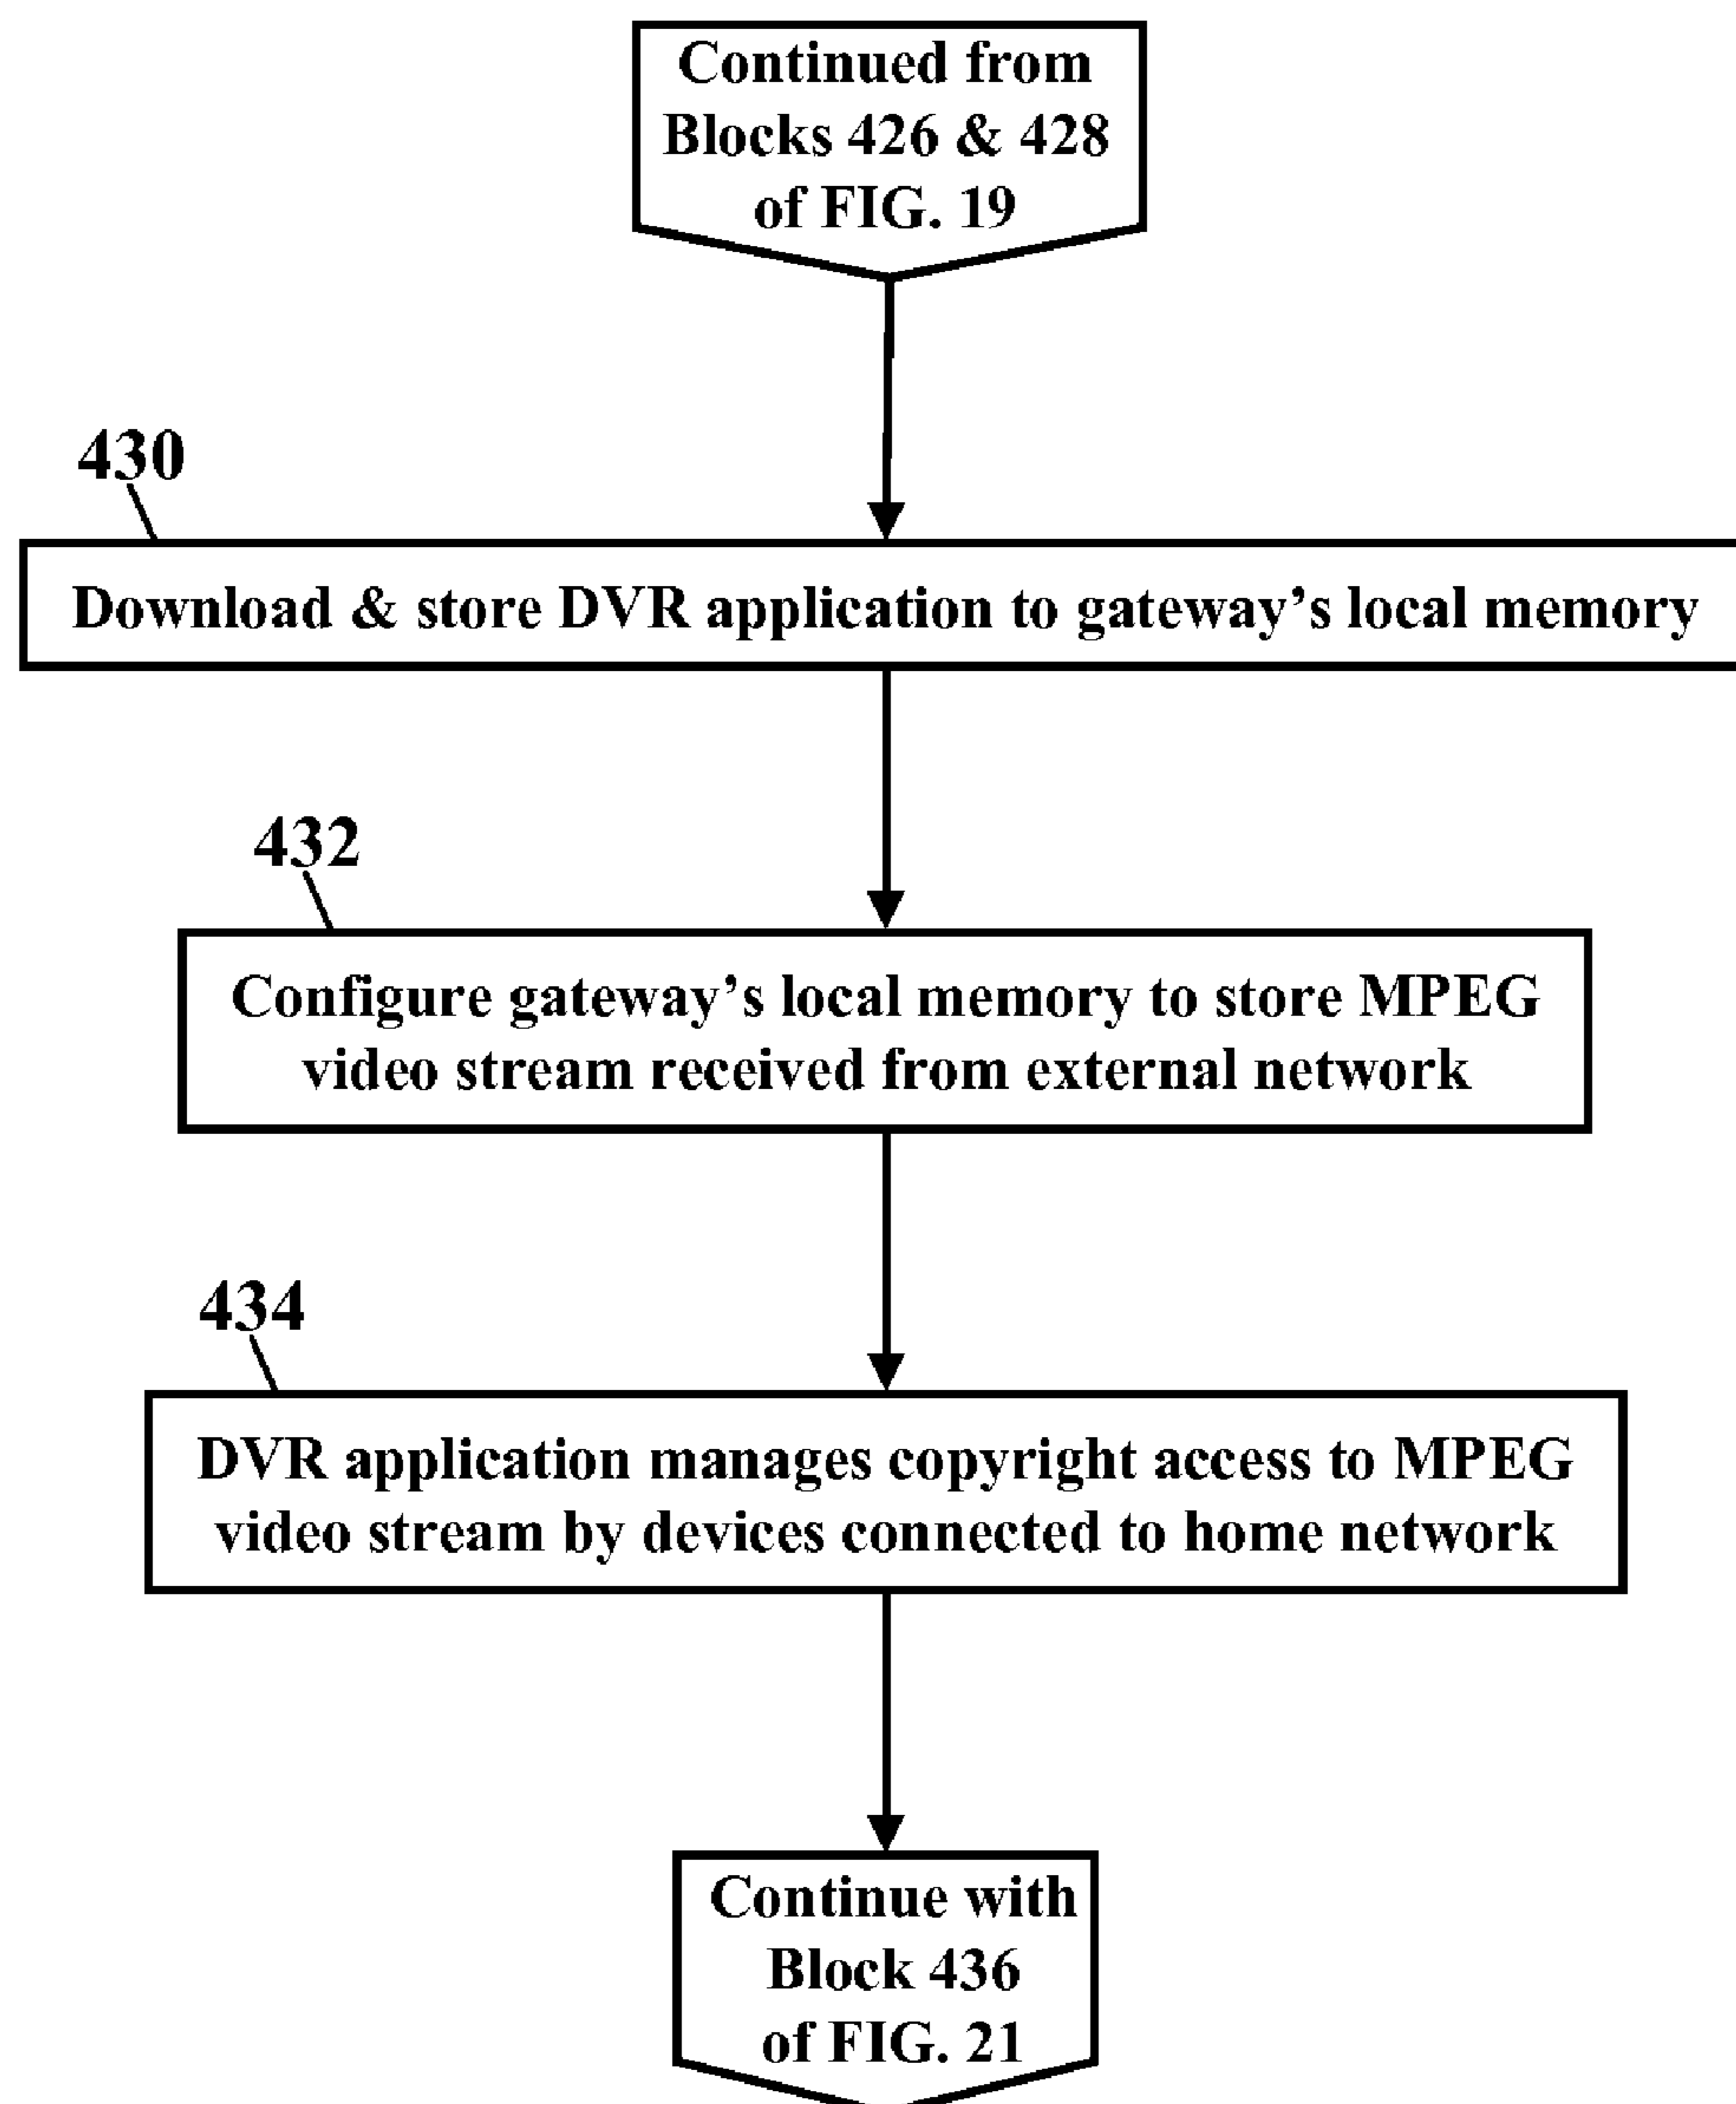 Continued from
Blocks 426 & 428
of FIG. 19
430
Download & store DVR application to gateway’s local memory
432
Configure gateway’s local memory to store MPEG
video stream received from external network
434
DVR application manages copyright access to MPEG
video stream by devices connected to home network
Continue with
Block 436
of FIG. 21